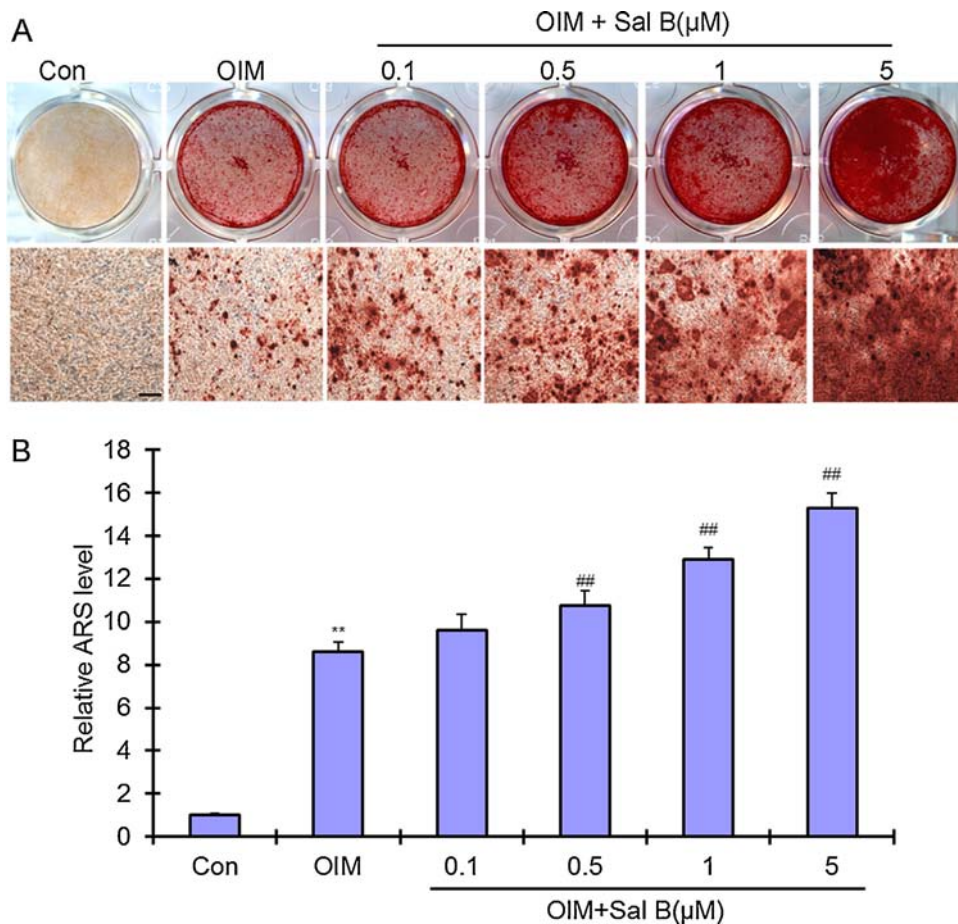 A
OIM + Sal B(µM)
Con OIM 0.1 0.5 1 5
B
Relative ARS level
18
16
14
12
10
8
6
4
2
0
**
##
##
##
Con OIM 0.1 0.5 1 5
OIM+Sal B(µM)